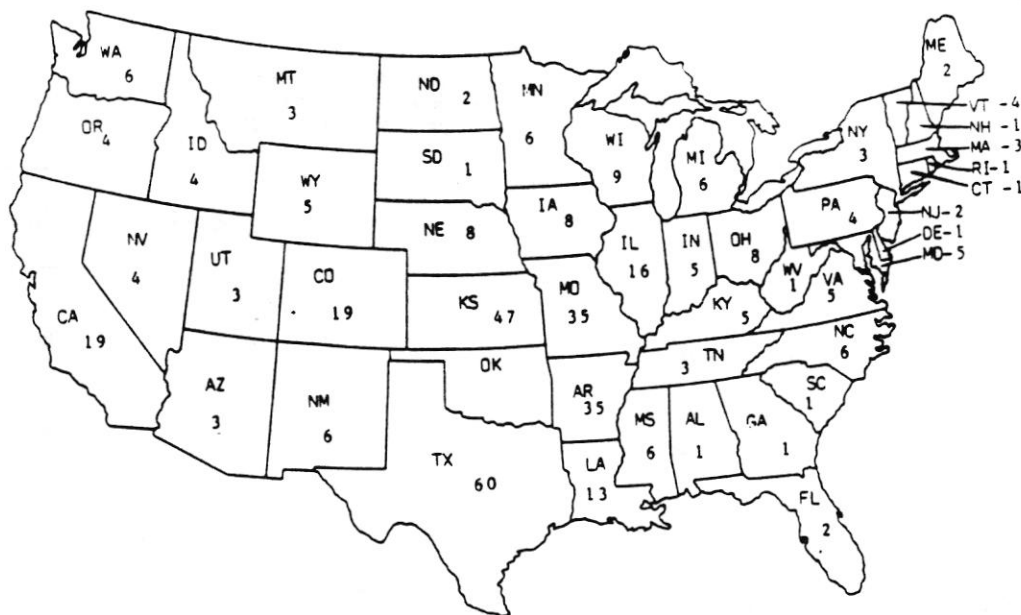 WA
6
MT
3
ND
2
MN
6
ME
2
VT - 4
NH - 1
MA - 3
RI - 1
CT - 1
OR
4
ID
4
WY
5
SD
1
WI
9
MI
6
NY
3
NE 8
IA
8
PA
4
NJ - 2
DE - 1
MD - 5
NV
4
UT
3
CO
19
IL
16
IN
5
OH
8
WV
1
VA
5
CA
19
KS
47
MO
35
KY
5
NC
6
AZ
3
NM
6
OK
AR
35
3 TN
SC
1
TX
60
LA
13
MS
6
AL
1
GA
1
FL
2